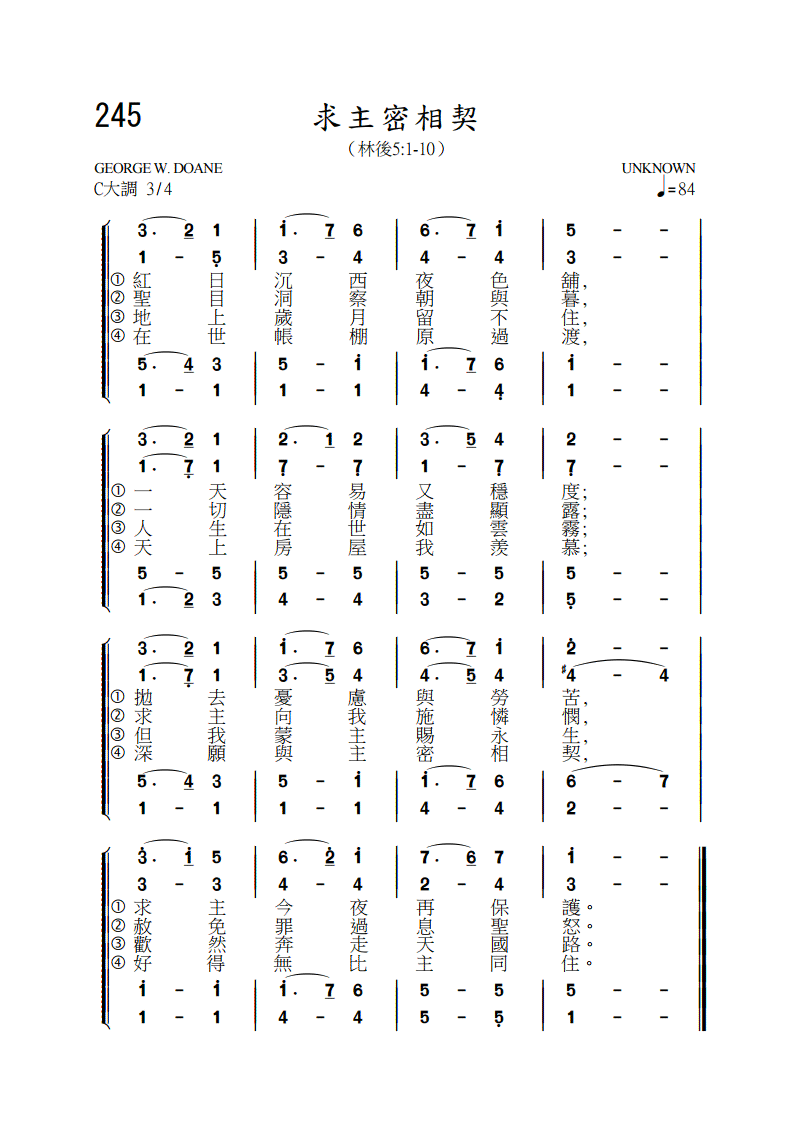 245
求主密相契
（林後5:1-10）
GEORGE W. DOANE UNKNOWN
C大調 3/4 ♩=84
3. 2 1 | i. 7 6 | 6. 7 i | 5 - -
1 - 5 | 3 - 4 | 4 - 4 | 3 - -
① 紅日沉西夜色舖，
② 聖目洞察朝與暮，
③ 地上歲月留不住，
④ 在世帳棚原過渡，
5. 4 3 | 5 - i | i. 7 6 | i - -
1 - 1 | 1 - 1 | 4 - 4 | 1 - -
3. 2 1 | 2. 1 2 | 3. 5 4 | 2 - -
1. 7 1 | 7 - 7 | 1 - 7 | 7 - -
① 一天容易又穩度；
② 一切隱情盡顯露；
③ 人生在世如雲霧；
④ 天上房屋我羨慕；
5 - 5 | 5 - 5 | 5 - 5 | 5 - -
1. 2 3 | 4 - 4 | 3 - 2 | 5 - -
3. 2 1 | i. 7 6 | 6. 7 i | 2 - -
1. 7 1 | 3. 5 4 | 4. 5 4 | #4 - 4
① 拋去憂慮與勞苦，
② 求主向我施憐憫，
③ 但我蒙主賜永生，
④ 深願與主密相契，
5. 4 3 | 5 - i | i. 7 6 | 6 - 7
1 - 1 | 1 - 1 | 4 - 4 | 2 - -
3. i 5 | 6. 2 i | 7. 6 7 | i - -
3 - 3 | 4 - 4 | 2 - 4 | 3 - -
① 求主今夜再保護。
② 赦免罪過息聖怒。
③ 歡然奔走天國路。
④ 好得無比主同住。
i - i | i. 7 6 | 5 - 5 | 5 - -
1 - 1 | 4 - 4 | 5 - 5 | 1 - -